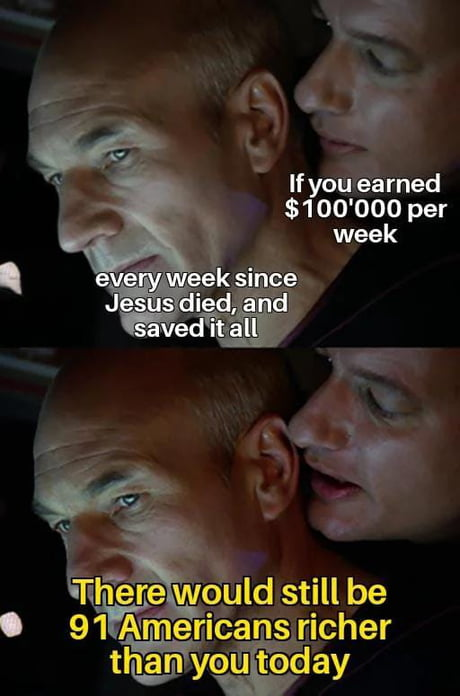 If you earned
$100'000 per
week
every week since
Jesus died, and
saved it all
There would still be
91 Americans richer
than you today